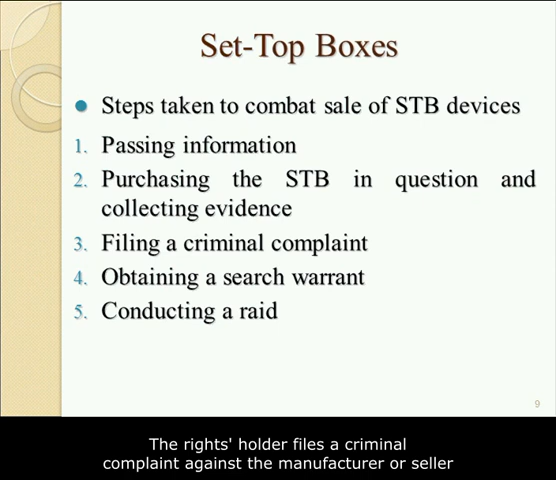 Set-Top Boxes
Steps taken to combat sale of STB devices
1. Passing information
2. Purchasing the STB in question and
collecting evidence
3. Filing a criminal complaint
4. Obtaining a search warrant
5. Conducting a raid
9
The rights' holder files a criminal
complaint against the manufacturer or seller